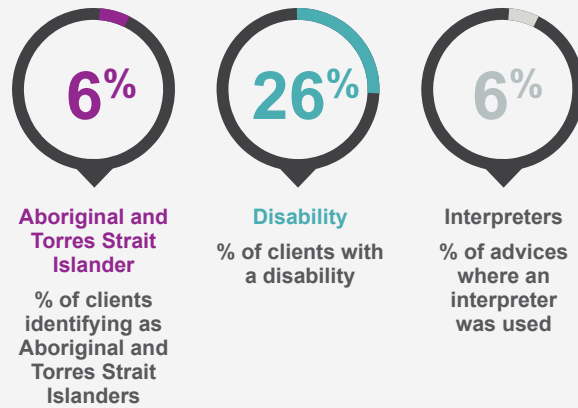 6%
Aboriginal and
Torres Strait
Islander
% of clients
identifying as
Aboriginal and
Torres Strait
Islanders
26%
Disability
% of clients with
a disability
6%
Interpreters
% of advices
where an
interpreter
was used